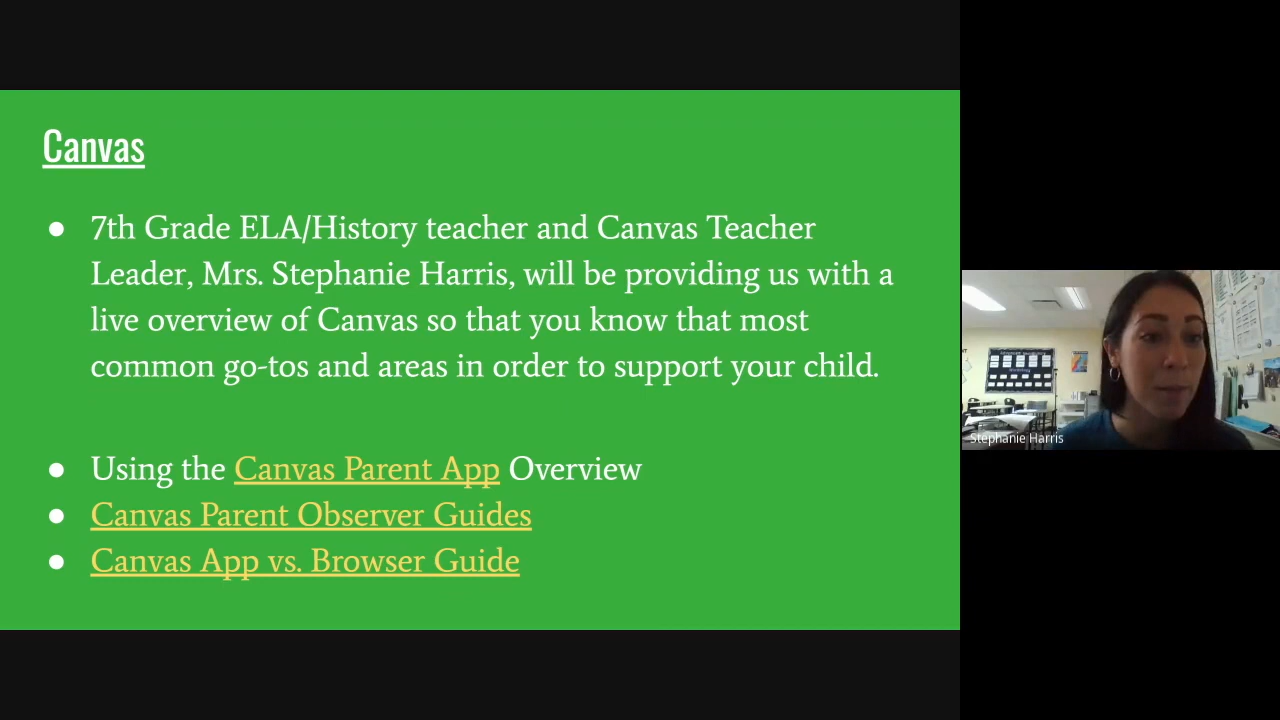 Canvas
● 7th Grade ELA/History teacher and Canvas Teacher
Leader, Mrs. Stephanie Harris, will be providing us with a
live overview of Canvas so that you know that most
common go-tos and areas in order to support your child.
● Using the Canvas Parent App Overview
● Canvas Parent Observer Guides
● Canvas App vs. Browser Guide
Stephanie Harris